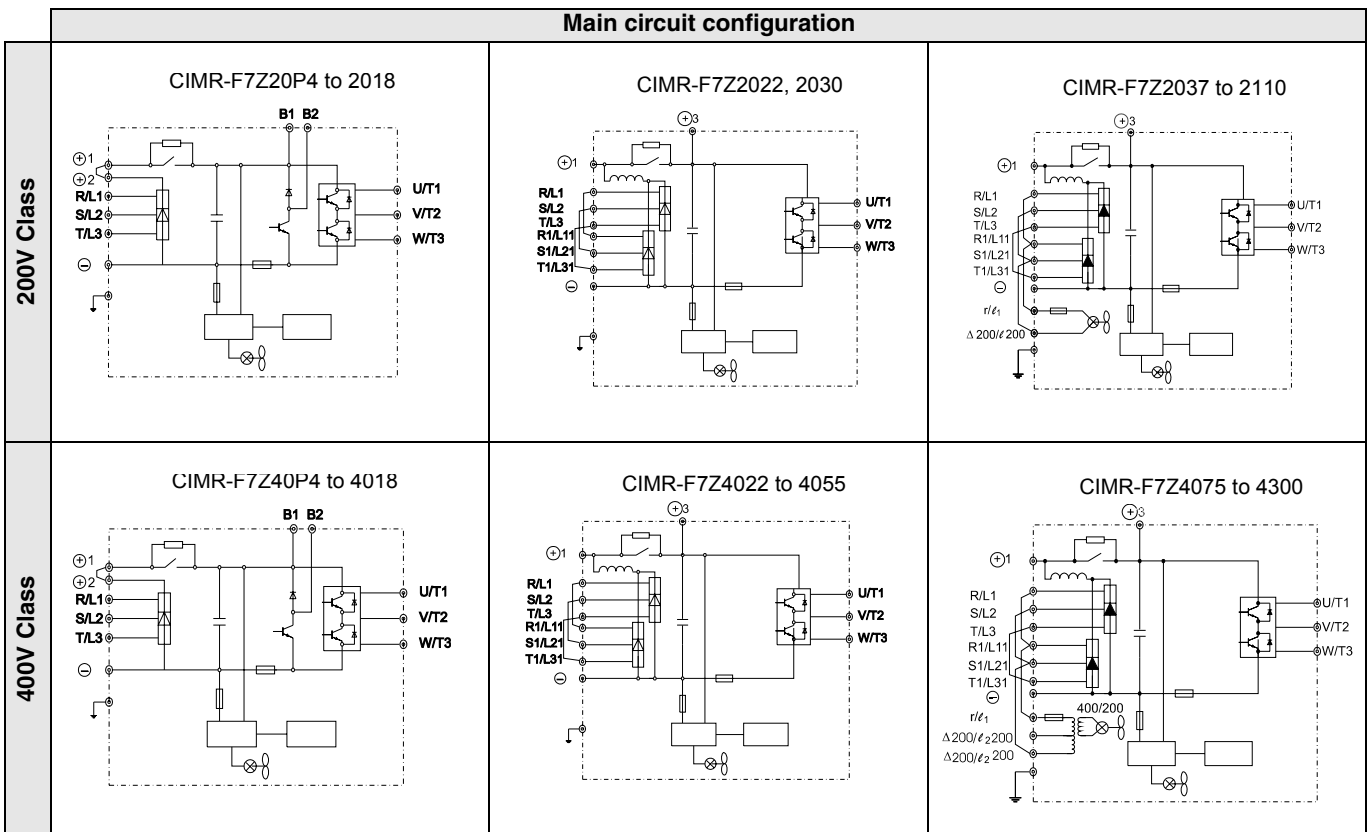 Main circuit configuration
200V Class
CIMR-F7Z20P4 to 2018
B1 B2
⊕1
⊕2
R/L1
S/L2
T/L3
⊖
U/T1
V/T2
W/T3
CIMR-F7Z2022, 2030
⊕3
⊕1
R/L1
S/L2
T/L3
R1/L11
S1/L21
T1/L31
⊖
U/T1
V/T2
W/T3
CIMR-F7Z2037 to 2110
⊕3
⊕1
R/L1
S/L2
T/L3
R1/L11
S1/L21
T1/L31
⊖
r/ℓ1
Δ200/ℓ200
U/T1
V/T2
W/T3
400V Class
CIMR-F7Z40P4 to 4018
B1 B2
⊕1
⊕2
R/L1
S/L2
T/L3
⊖
U/T1
V/T2
W/T3
CIMR-F7Z4022 to 4055
⊕3
⊕1
R/L1
S/L2
T/L3
R1/L11
S1/L21
T1/L31
⊖
U/T1
V/T2
W/T3
CIMR-F7Z4075 to 4300
⊕3
⊕1
R/L1
S/L2
T/L3
R1/L11
S1/L21
T1/L31
⊖
r/ℓ1
400/200
Δ200/ℓ2200
Δ200/ℓ2200
U/T1
V/T2
W/T3